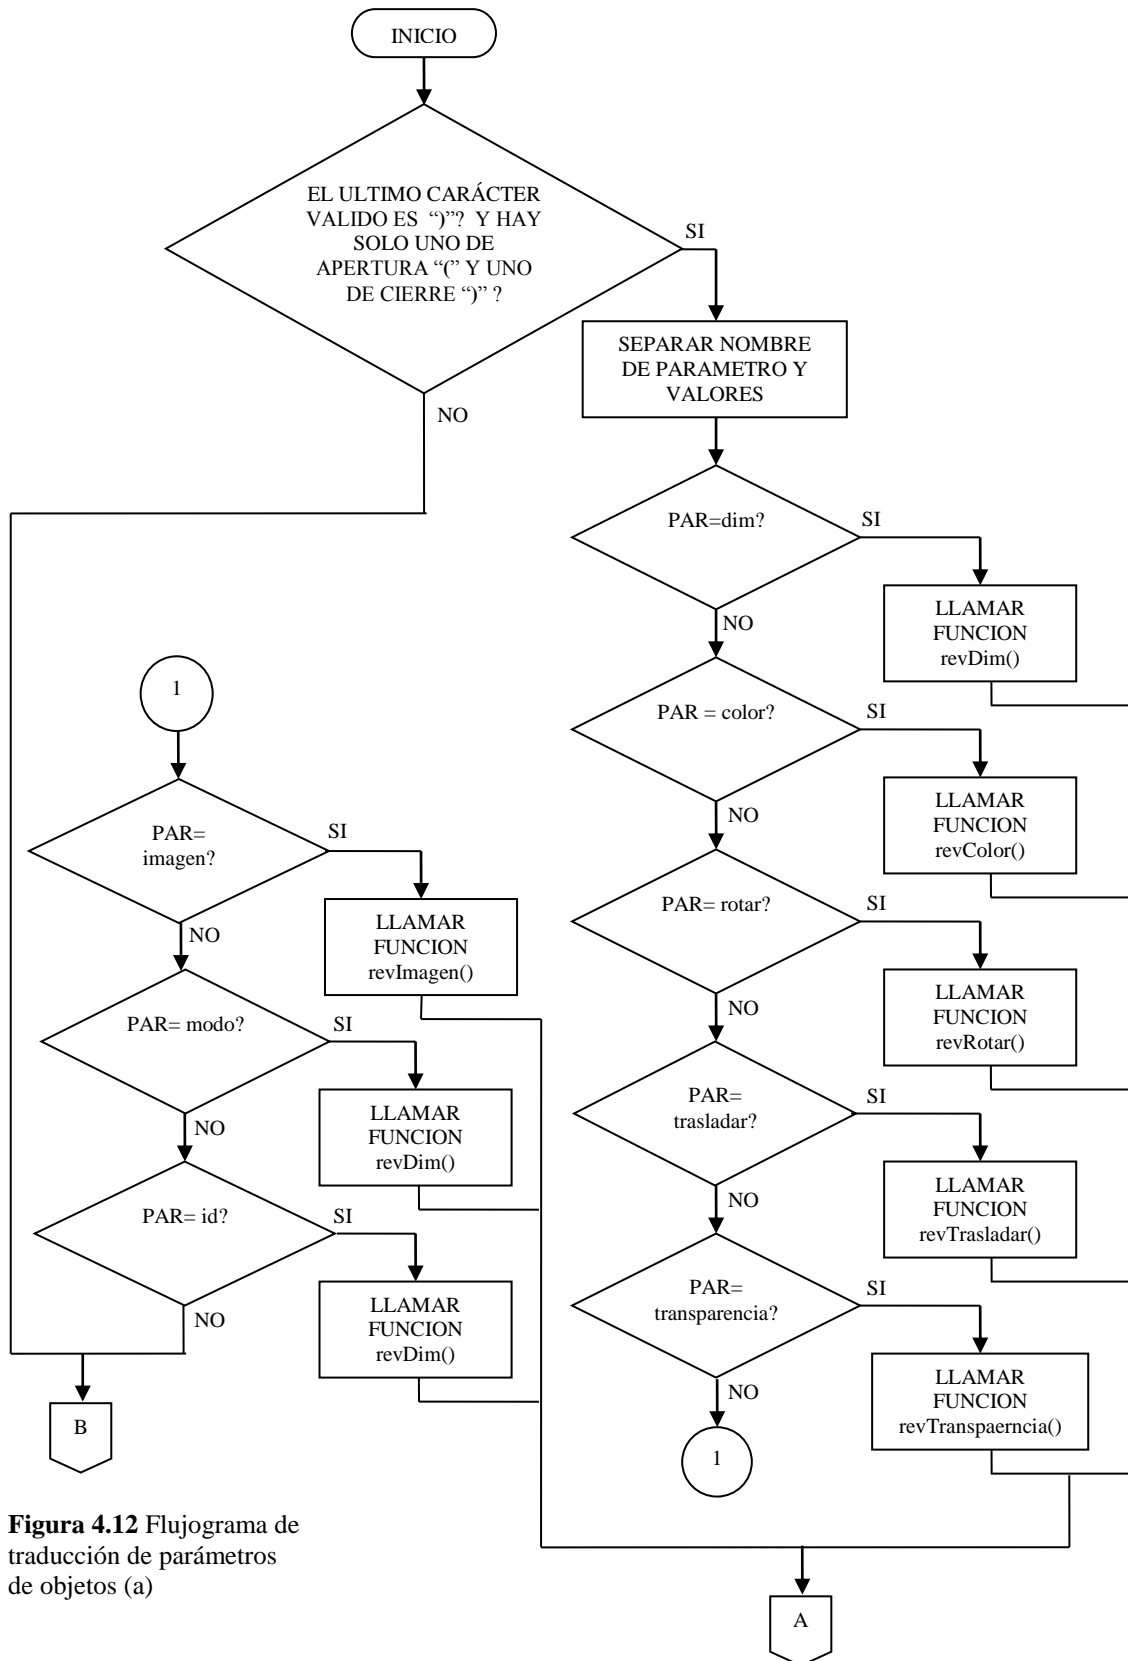 INICIO
EL ULTIMO CARÁCTER
VALIDO ES “)”? Y HAY
SOLO UNO DE
APERTURA “(” Y UNO
DE CIERRE “)” ?
SI
NO
SEPARAR NOMBRE
DE PARAMETRO Y
VALORES
PAR=dim?
SI
NO
LLAMAR
FUNCION
revDim()
PAR = color?
SI
NO
LLAMAR
FUNCION
revColor()
PAR= rotar?
SI
NO
LLAMAR
FUNCION
revRotar()
PAR=
trasladar?
SI
NO
LLAMAR
FUNCION
revTrasladar()
PAR=
transparencia?
SI
NO
LLAMAR
FUNCION
revTranspaerncia()
1
1
PAR=
imagen?
SI
NO
LLAMAR
FUNCION
revImagen()
PAR= modo?
SI
NO
LLAMAR
FUNCION
revDim()
PAR= id?
SI
NO
LLAMAR
FUNCION
revDim()
B
A
Figura 4.12 Flujograma de
traducción de parámetros
de objetos (a)